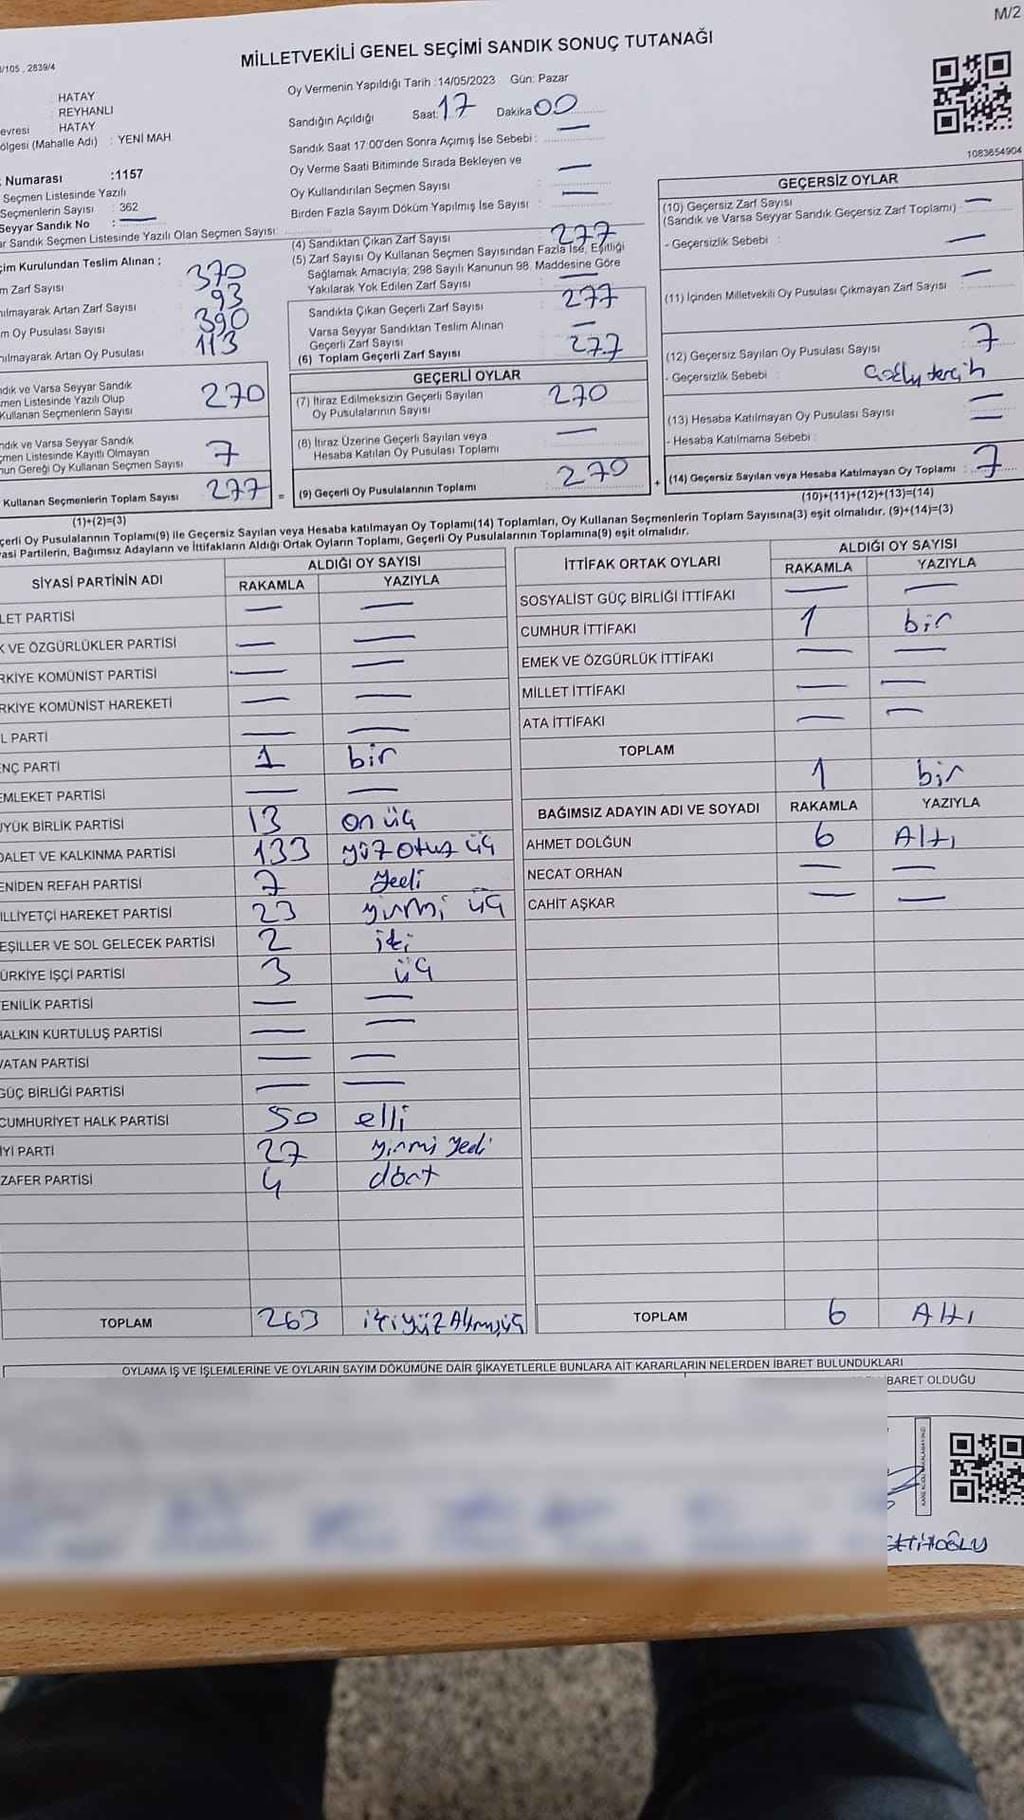 M/2
MİLLETVEKİLİ GENEL SEÇİMİ SANDIK SONUÇ TUTANAĞI
/105 , 2839/4
HATAY
REYHANLI
evresi HATAY
ölgesi (Mahalle Adı) : YENİ MAH
Numarası :1157
Seçmen Listesinde Yazılı
Seçmenlerin Sayısı : 362
Seyyar Sandık No : —
ar Sandık Seçmen Listesinde Yazılı Olan Seçmen Sayısı:
çim Kurulundan Teslim Alınan ;
m Zarf Sayısı 370
nılmayarak Artan Zarf Sayısı 93
m Oy Pusulası Sayısı 390
nılmayarak Artan Oy Pusulası 113
ndık ve Varsa Seyyar Sandık
men Listesinde Yazılı Olup
Kullanan Seçmenlerin Sayısı 270
ndık ve Varsa Seyyar Sandık
çmen Listesinde Kayıtlı Olmayan
nun Gereği Oy Kullanan Seçmen Sayısı 7
Kullanan Seçmenlerin Toplam Sayısı 277 =
(1)+(2)=(3)
Oy Vermenin Yapıldığı Tarih :14/05/2023 Gün: Pazar
Sandığın Açıldığı Saat: 17 Dakika 00
Sandık Saat 17:00'den Sonra Açımış İse Sebebi : —
Oy Verme Saati Bitiminde Sırada Bekleyen ve
Oy Kullandırılan Seçmen Sayısı : —
Birden Fazla Sayım Döküm Yapılmış İse Sayısı : —
(4) Sandıktan Çıkan Zarf Sayısı 277
(5) Zarf Sayısı Oy Kullanan Seçmen Sayısından Fazla İse, Eşitliği
Sağlamak Amacıyla, 298 Sayılı Kanunun 98. Maddesine Göre
Yakılarak Yok Edilen Zarf Sayısı —
Sandıkta Çıkan Geçerli Zarf Sayısı 277
Varsa Seyyar Sandıktan Teslim Alınan
Geçerli Zarf Sayısı —
(6) Toplam Geçerli Zarf Sayısı 277
GEÇERLİ OYLAR
(7) İtiraz Edilmeksizin Geçerli Sayılan
Oy Pusulalarının Sayısı 270
(8) İtiraz Üzerine Geçerli Sayılan veya
Hesaba Katılan Oy Pusulası Toplamı —
(9) Geçerli Oy Pusulalarının Toplamı 270 +
1083654904
GEÇERSİZ OYLAR
(10) Geçersiz Zarf Sayısı
(Sandık ve Varsa Seyyar Sandık Geçersiz Zarf Toplamı) —
- Geçersizlik Sebebi : —
(11) İçinden Milletvekili Oy Pusulası Çıkmayan Zarf Sayısı —
(12) Geçersiz Sayılan Oy Pusulası Sayısı 7
- Geçersizlik Sebebi : tercih
(13) Hesaba Katılmayan Oy Pusulası Sayısı —
- Hesaba Katılmama Sebebi : —
(14) Geçersiz Sayılan veya Hesaba Katılmayan Oy Toplamı : 7
(10)+(11)+(12)+(13)=(14)
çerli Oy Pusulalarının Toplamı(9) ile Geçersiz Sayılan veya Hesaba katılmayan Oy Toplamı(14) Toplamları, Oy Kullanan Seçmenlerin Toplam Sayısına(3) eşit olmalıdır. (9)+(14)=(3)
asi Partilerin, Bağımsız Adayların ve İttifakların Aldığı Ortak Oyların Toplamı, Geçerli Oy Pusulalarının Toplamına(9) eşit olmalıdır.
SİYASİ PARTİNİN ADI ALDIĞI OY SAYISI
RAKAMLA YAZIYLA
LET PARTİSİ — —
K VE ÖZGÜRLÜKLER PARTİSİ — —
RKİYE KOMÜNİST PARTİSİ — —
RKİYE KOMÜNİST HAREKETİ — —
L PARTİ — —
NÇ PARTİ 1 bir
EMLEKET PARTİSİ — —
ÜYÜK BİRLİK PARTİSİ 13 on üç
DALET VE KALKINMA PARTİSİ 133 yüz otuz üç
ENİDEN REFAH PARTİSİ 7 yedi
İLLİYETÇİ HAREKET PARTİSİ 23 yirmi üç
EŞİLLER VE SOL GELECEK PARTİSİ 2 iki
ÜRKİYE İŞÇİ PARTİSİ 3 üç
ENİLİK PARTİSİ — —
HALKIN KURTULUŞ PARTİSİ — —
VATAN PARTİSİ — —
GÜÇ BİRLİĞİ PARTİSİ — —
CUMHURİYET HALK PARTİSİ 50 elli
İYİ PARTİ 27 yirmi yedi
ZAFER PARTİSİ 4 dört
TOPLAM 263 ikiyüzAltmışüç
İTTİFAK ORTAK OYLARI ALDIĞI OY SAYISI
RAKAMLA YAZIYLA
SOSYALİST GÜÇ BİRLİĞİ İTTİFAKI — —
CUMHUR İTTİFAKI 1 bir
EMEK VE ÖZGÜRLÜK İTTİFAKI — —
MİLLET İTTİFAKI — —
ATA İTTİFAKI — —
TOPLAM 1 bir
BAĞIMSIZ ADAYIN ADI VE SOYADI RAKAMLA YAZIYLA
AHMET DOLĞUN 6 Altı
NECAT ORHAN — —
CAHİT AŞKAR — —
TOPLAM 6 Altı
OYLAMA İŞ VE İŞLEMLERİNE VE OYLARIN SAYIM DÖKÜMÜNE DAİR ŞİKAYETLERLE BUNLARA AİT KARARLARIN NELERDEN İBARET BULUNDUKLARI
İBARET OLDUĞU